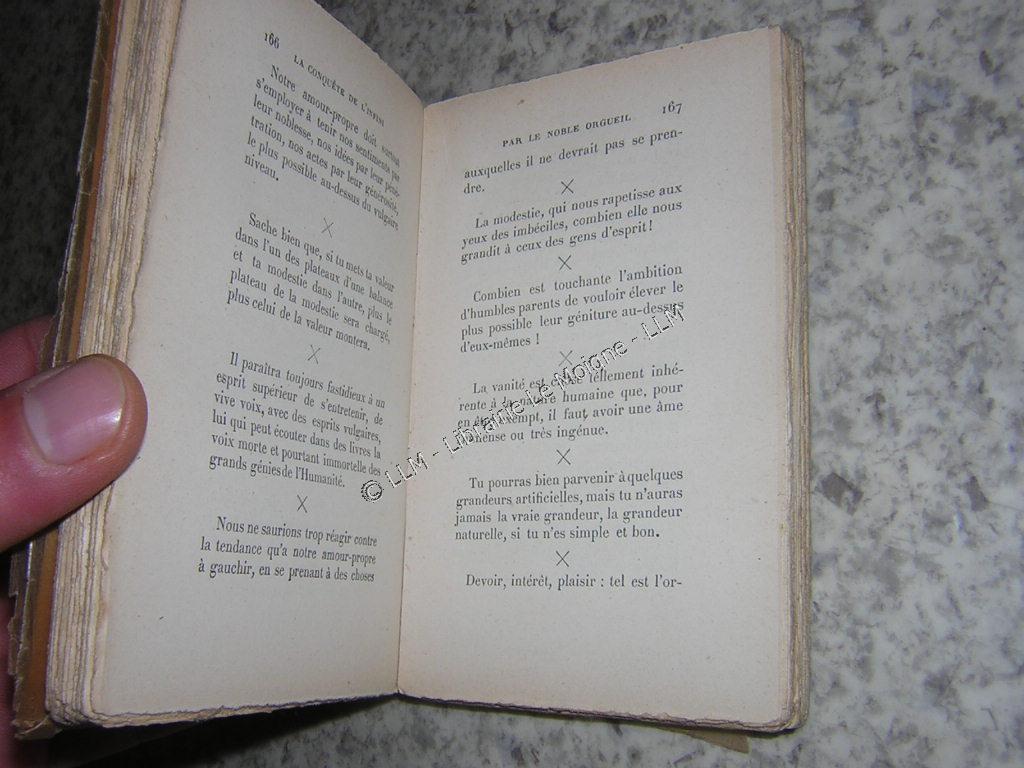 166
LA CONQUÊTE DE L'INFINI
Notre amour-propre doit surtout
s'employer à tenir nos sentiments par
leur noblesse, nos idées par leur péné-
tration, nos actes par leur générosité,
le plus possible au-dessus du vulgaire
niveau.
Sache bien que, si tu mets ta valeur
dans l'un des plateaux d'une balance
et ta modestie dans l'autre, plus le
plateau de la modestie sera chargé,
plus celui de la valeur montera.
Il paraîtra toujours fastidieux à un
esprit supérieur de s'entretenir, de
vive voix, avec des esprits vulgaires,
lui qui peut écouter dans des livres la
voix morte et pourtant immortelle des
grands génies de l'Humanité.
Nous ne saurions trop réagir contre
la tendance qu'a notre amour-propre
à gauchir, en se prenant à des choses
PAR LE NOBLE ORGUEIL
167
auxquelles il ne devrait pas se pren-
dre.
La modestie, qui nous rapetisse aux
yeux des imbéciles, combien elle nous
grandit à ceux des gens d'esprit !
Combien est touchante l'ambition
d'humbles parents de vouloir élever le
plus possible leur géniture au-dessus
d'eux-mêmes !
La vanité est chose tellement inhé-
rente à la nature humaine que, pour
en être exempt, il faut avoir une âme
immense ou très ingénue.
Tu pourras bien parvenir à quelques
grandeurs artificielles, mais tu n'auras
jamais la vraie grandeur, la grandeur
naturelle, si tu n'es simple et bon.
Devoir, intérêt, plaisir : tel est l'or-
© LLM - Librairie Le Moigne - LLM